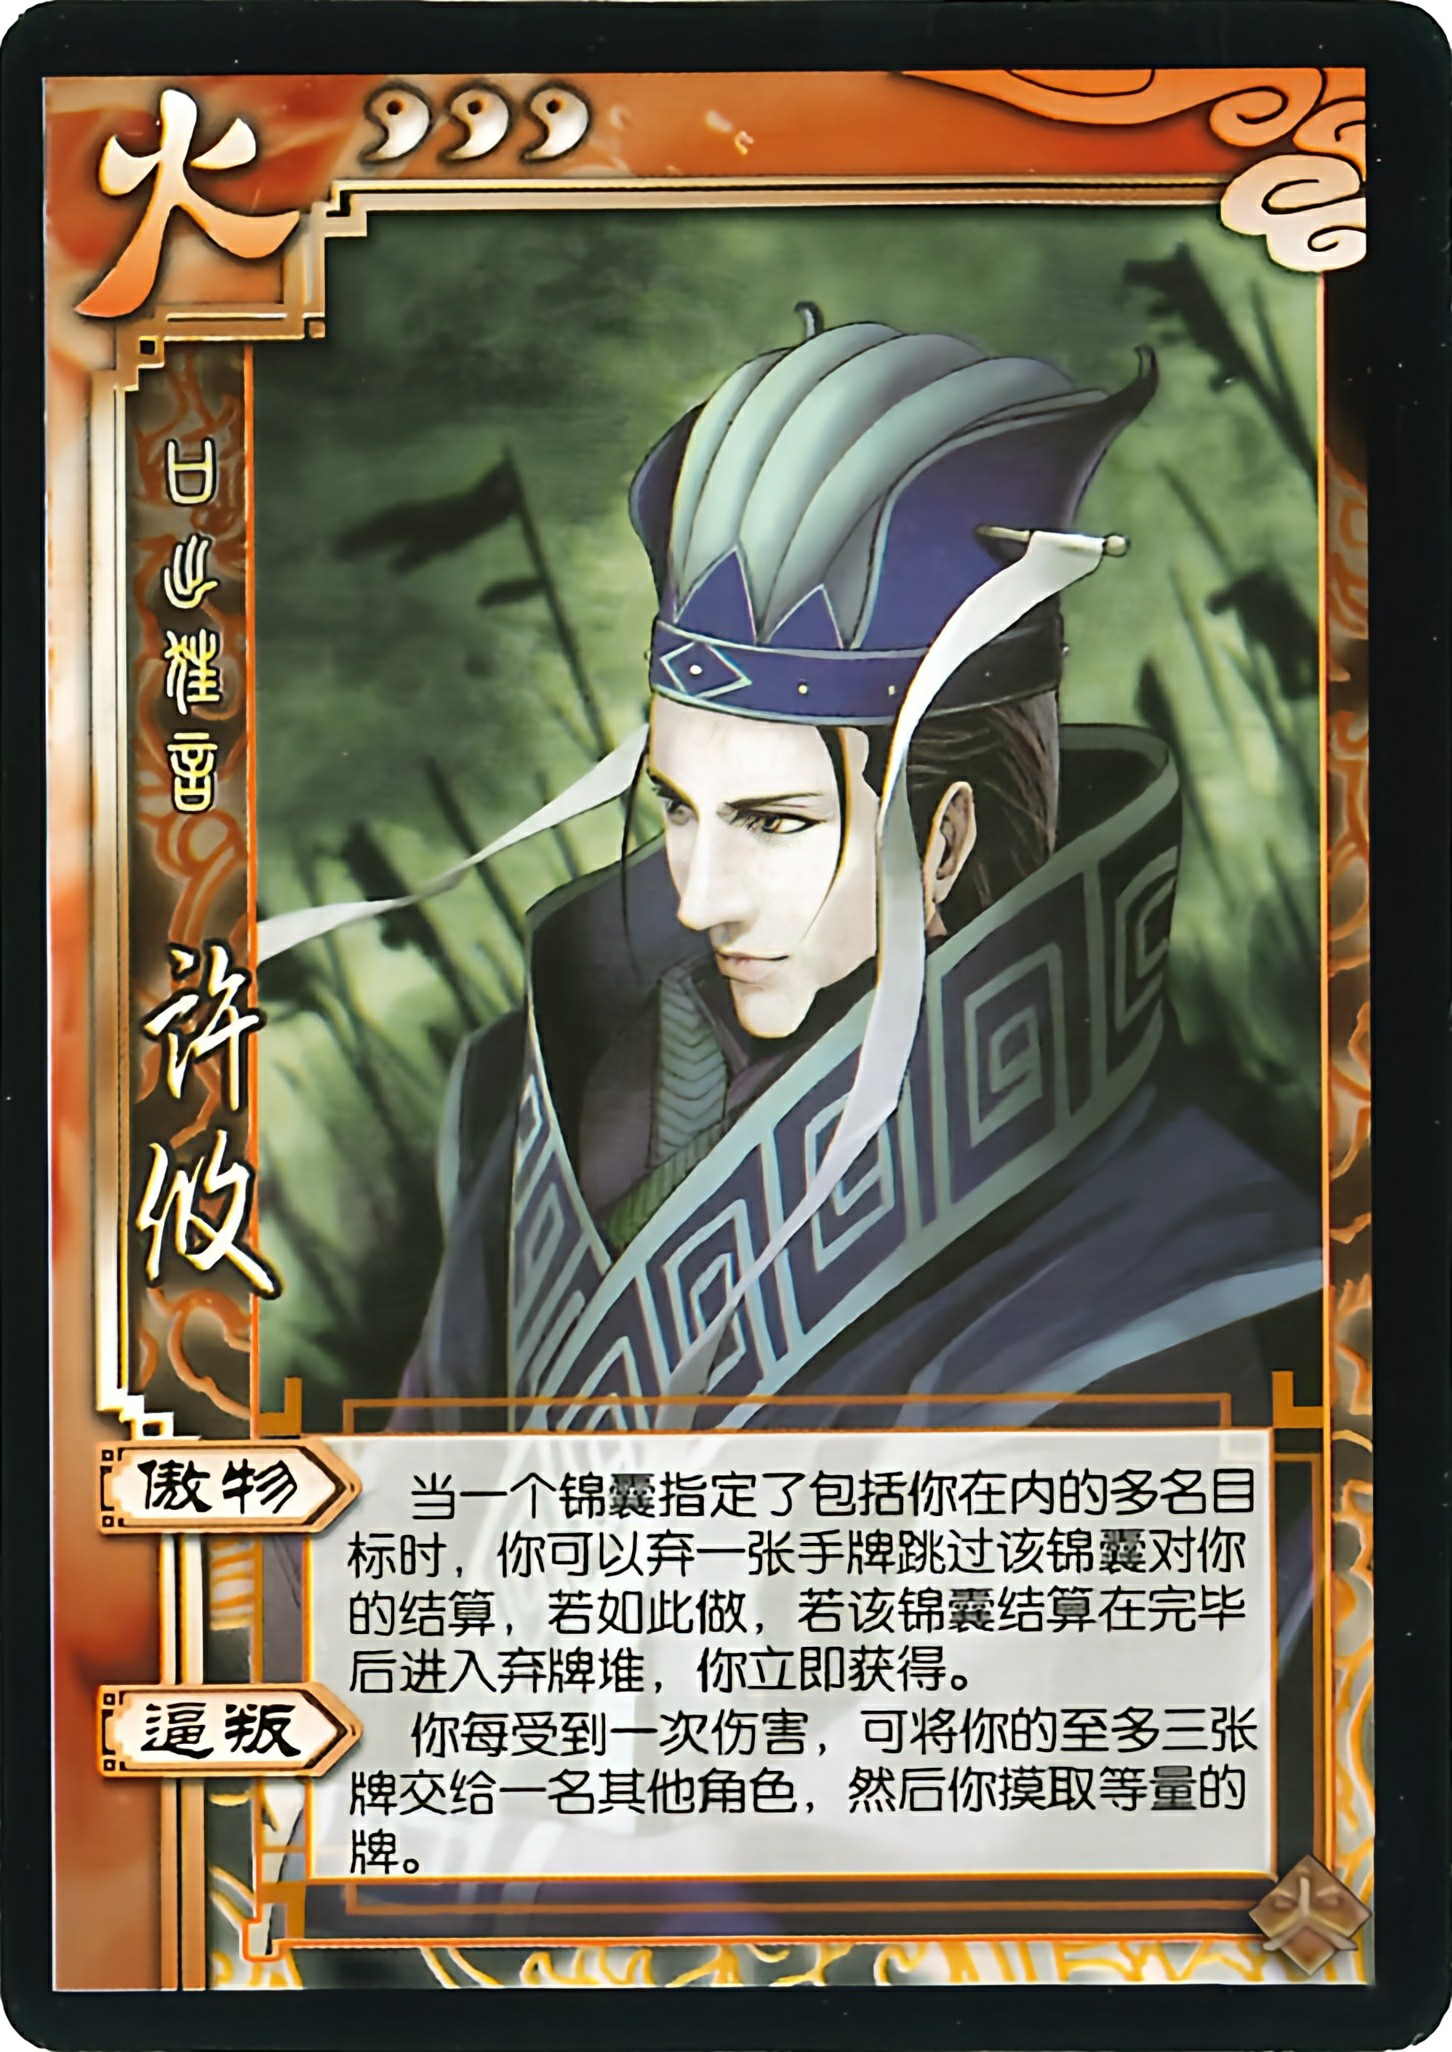 火
口出狂言
许攸
傲物
当一个锦囊指定了包括你在内的多名目
标时，你可以弃一张手牌跳过该锦囊对你
的结算，若如此做，若该锦囊结算在完毕
后进入弃牌堆，你立即获得。
逼叛
你每受到一次伤害，可将你的至多三张
牌交给一名其他角色，然后你摸取等量的
牌。
火